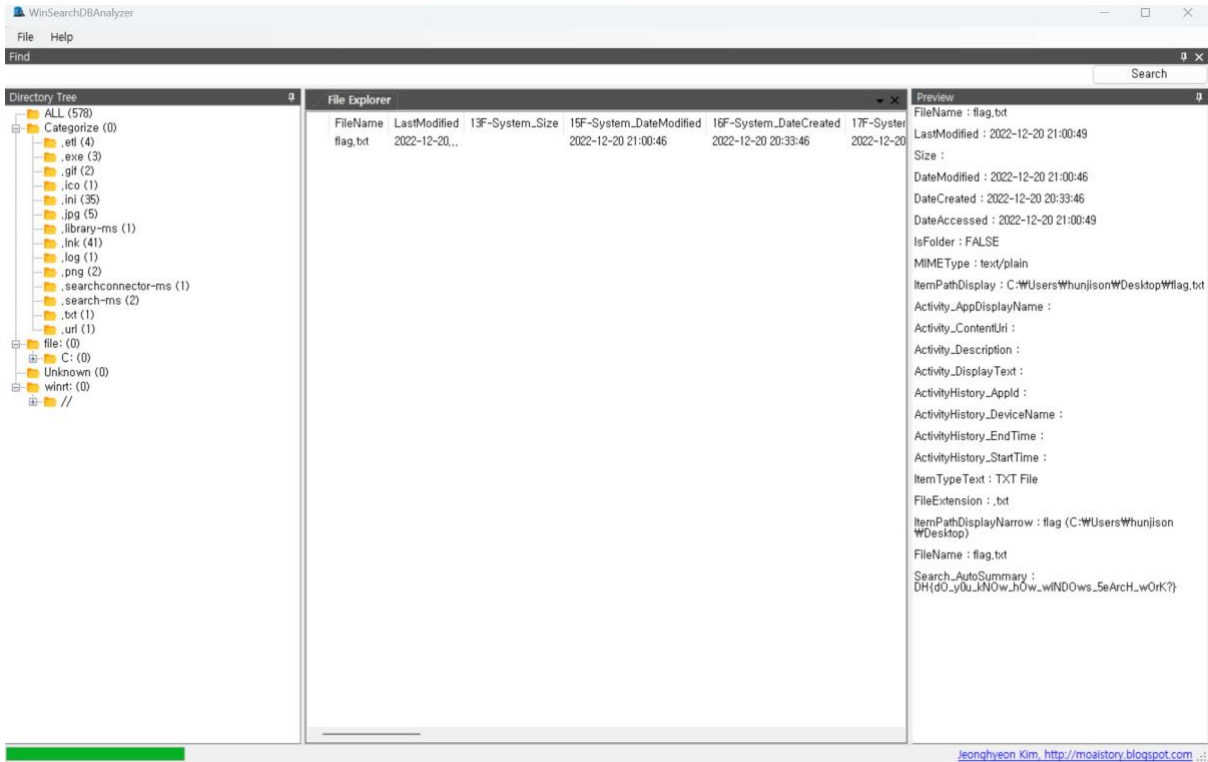 WinSearchDBAnalyzer
File Help
Find
Search
Directory Tree
ALL (578)
Categorize (0)
.etl (4)
.exe (3)
.gif (2)
.ico (1)
.ini (35)
.jpg (5)
.library-ms (1)
.lnk (41)
.log (1)
.png (2)
.searchconnector-ms (1)
.search-ms (2)
.txt (1)
.url (1)
file: (0)
C: (0)
Unknown (0)
winrt: (0)
//
File Explorer
FileName LastModified 13F-System_Size 15F-System_DateModified 16F-System_DateCreated 17F-System
flag.txt 2022-12-20... 2022-12-20 21:00:46 2022-12-20 20:33:46 2022-12-20
Preview
FileName : flag.txt
LastModified : 2022-12-20 21:00:49
Size :
DateModified : 2022-12-20 21:00:46
DateCreated : 2022-12-20 20:33:46
DateAccessed : 2022-12-20 21:00:49
IsFolder : FALSE
MIMEType : text/plain
ItemPathDisplay : C:₩Users₩hunjison₩Desktop₩flag.txt
Activity_AppDisplayName :
Activity_ContentUri :
Activity_Description :
Activity_DisplayText :
ActivityHistory_AppId :
ActivityHistory_DeviceName :
ActivityHistory_EndTime :
ActivityHistory_StartTime :
ItemTypeText : TXT File
FileExtension : .txt
ItemPathDisplayNarrow : flag (C:₩Users₩hunjison
₩Desktop)
FileName : flag.txt
Search_AutoSummary :
DH{dO_y0u_kNOw_hOw_wINDOws_5eArcH_wOrK?}
Jeonghyeon Kim, http://moaistory.blogspot.com